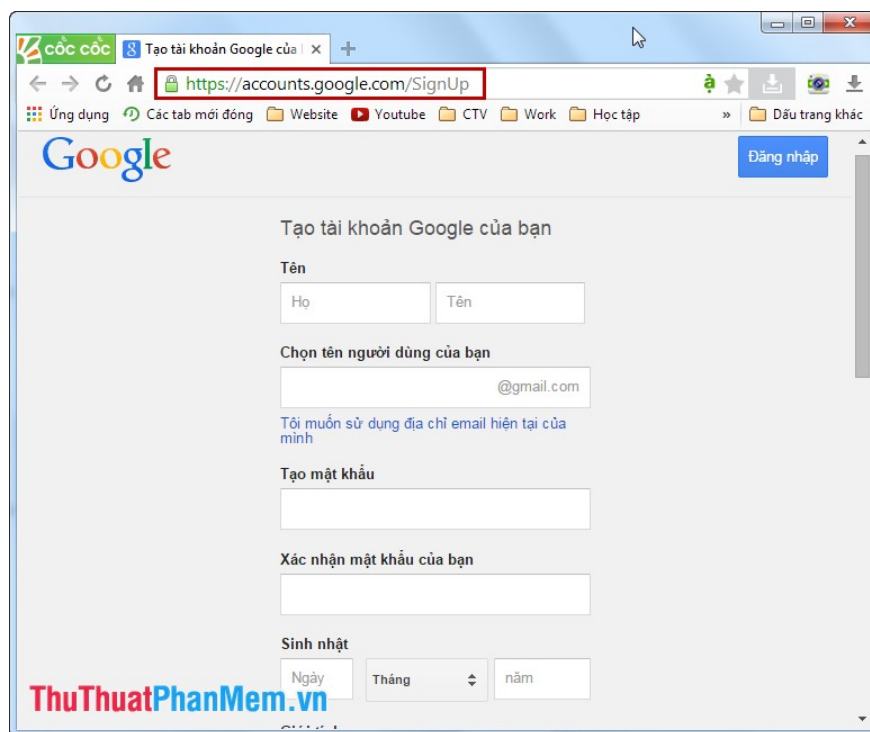 cốc cốc
Tạo tài khoản Google của
https://accounts.google.com/SignUp
Ứng dụng Các tab mới đóng Website Youtube CTV Work Học tập » Dấu trang khác
Google
Đăng nhập
Tạo tài khoản Google của bạn
Tên
Họ Tên
Chọn tên người dùng của bạn
@gmail.com
Tôi muốn sử dụng địa chỉ email hiện tại của
mình
Tạo mật khẩu
Xác nhận mật khẩu của bạn
Sinh nhật
Ngày Tháng năm
ThuThuatPhanMem.vn